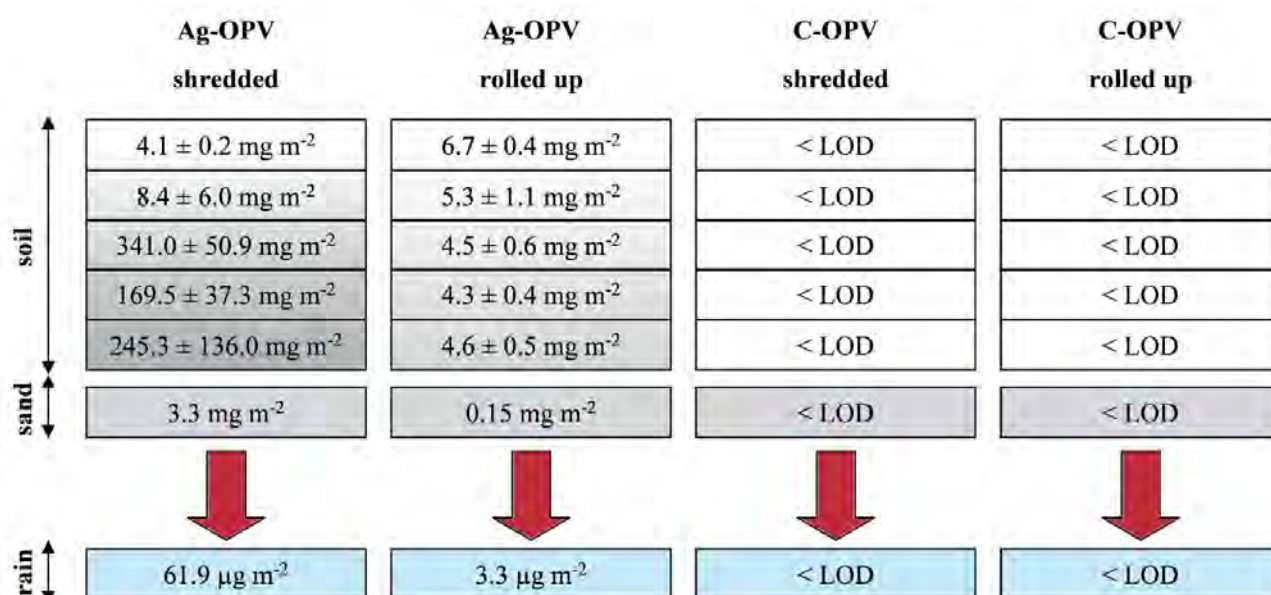 Ag-OPV Ag-OPV C-OPV C-OPV
shredded rolled up shredded rolled up
soil
4.1 ± 0.2 mg m⁻² 6.7 ± 0.4 mg m⁻² < LOD < LOD
8.4 ± 6.0 mg m⁻² 5.3 ± 1.1 mg m⁻² < LOD < LOD
341.0 ± 50.9 mg m⁻² 4.5 ± 0.6 mg m⁻² < LOD < LOD
169.5 ± 37.3 mg m⁻² 4.3 ± 0.4 mg m⁻² < LOD < LOD
245.3 ± 136.0 mg m⁻² 4.6 ± 0.5 mg m⁻² < LOD < LOD
sand
3.3 mg m⁻² 0.15 mg m⁻² < LOD < LOD
rain
61.9 µg m⁻² 3.3 µg m⁻² < LOD < LOD